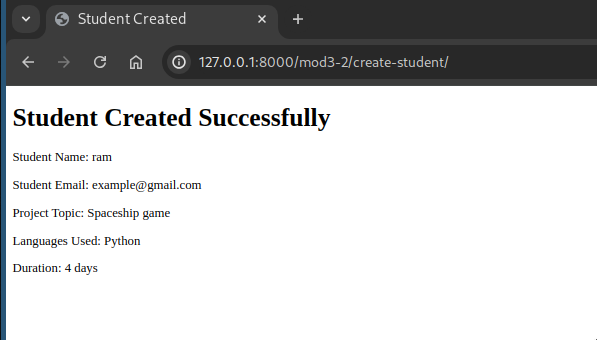 Student Created
127.0.0.1:8000/mod3-2/create-student/
Student Created Successfully
Student Name: ram
Student Email: example@gmail.com
Project Topic: Spaceship game
Languages Used: Python
Duration: 4 days